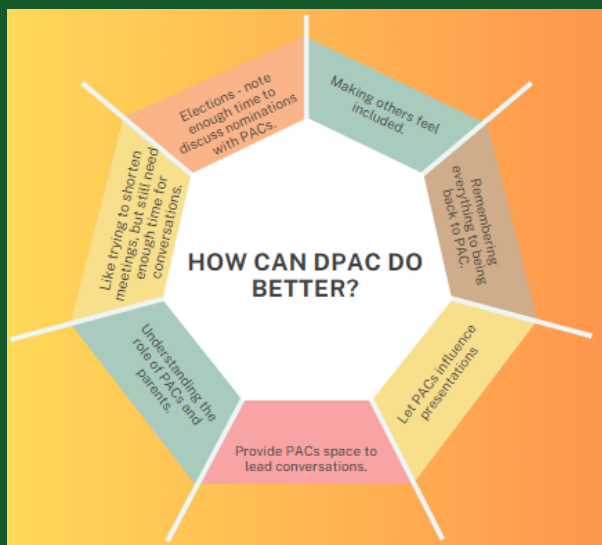 HOW CAN DPAC DO
BETTER?
Making others feel
included.
Remembering
everything to being
back to PAC.
Let PACs influence
presentations
Provide PACs space to
lead conversations.
Understanding the
role of PACs and
parents.
Like trying to shorten
meetings, but still need
enough time for
conversations.
Elections - note
enough time to
discuss nominations
with PACs.